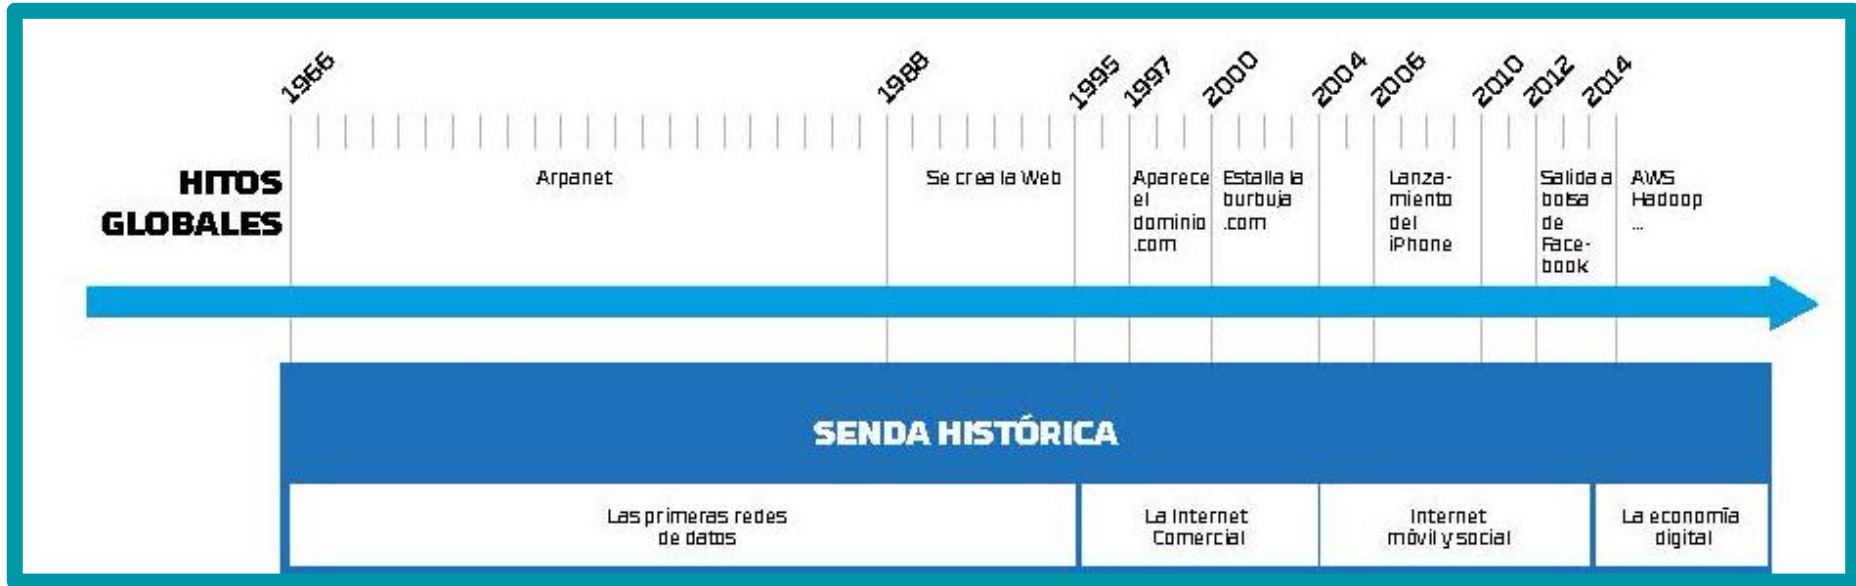 1966
1988
1995
1997
2000
2004
2006
2010
2012
2014
HITOS
GLOBALES
Arpanet
Se crea la Web
Aparece
el
dominio
.com
Estalla la
burbuja
.com
Lanza-
miento
del
iPhone
Salida a
bolsa
de
Face-
book
AWS
Hadoop
...
SENDA HISTÓRICA
Las primeras redes
de datos
La Internet
Comercial
Internet
móvil y social
La economía
digital